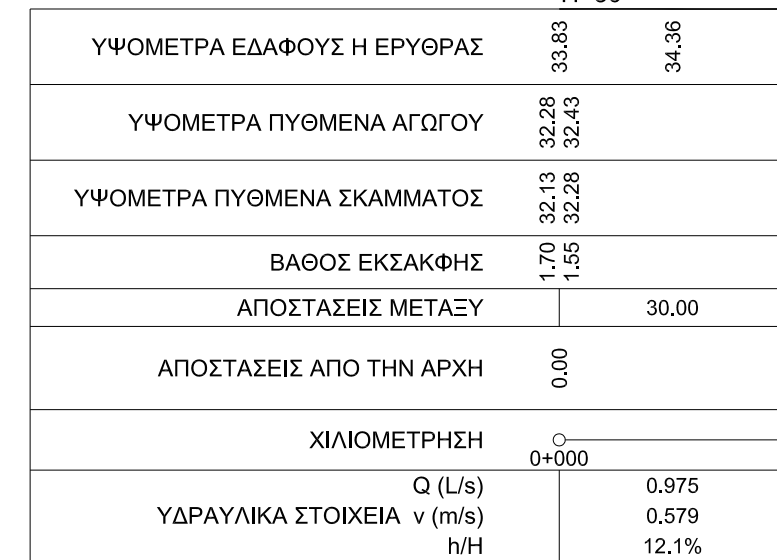 ΥΨΟΜΕΤΡΑ ΕΔΑΦΟΥΣ Η ΕΡΥΘΡΑΣ 33.83 34.36
ΥΨΟΜΕΤΡΑ ΠΥΘΜΕΝΑ ΑΓΩΓΟΥ 32.28 32.43
ΥΨΟΜΕΤΡΑ ΠΥΘΜΕΝΑ ΣΚΑΜΜΑΤΟΣ 32.13 32.28
ΒΑΘΟΣ ΕΚΣΑΚΦΗΣ 1.70 1.55
ΑΠΟΣΤΑΣΕΙΣ ΜΕΤΑΞΥ 30.00
ΑΠΟΣΤΑΣΕΙΣ ΑΠΟ ΤΗΝ ΑΡΧΗ 0.00
ΧΙΛΙΟΜΕΤΡΗΣΗ
0+000
Q (L/s) 0.975
ΥΔΡΑΥΛΙΚΑ ΣΤΟΙΧΕΙΑ v (m/s) 0.579
h/H 12.1%